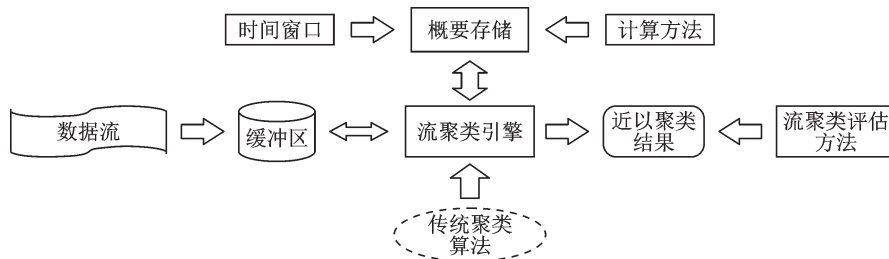 时间窗口
概要存储
计算方法
数据流
缓冲区
流聚类引擎
近以聚类
结果
流聚类评估
方法
传统聚类
算法